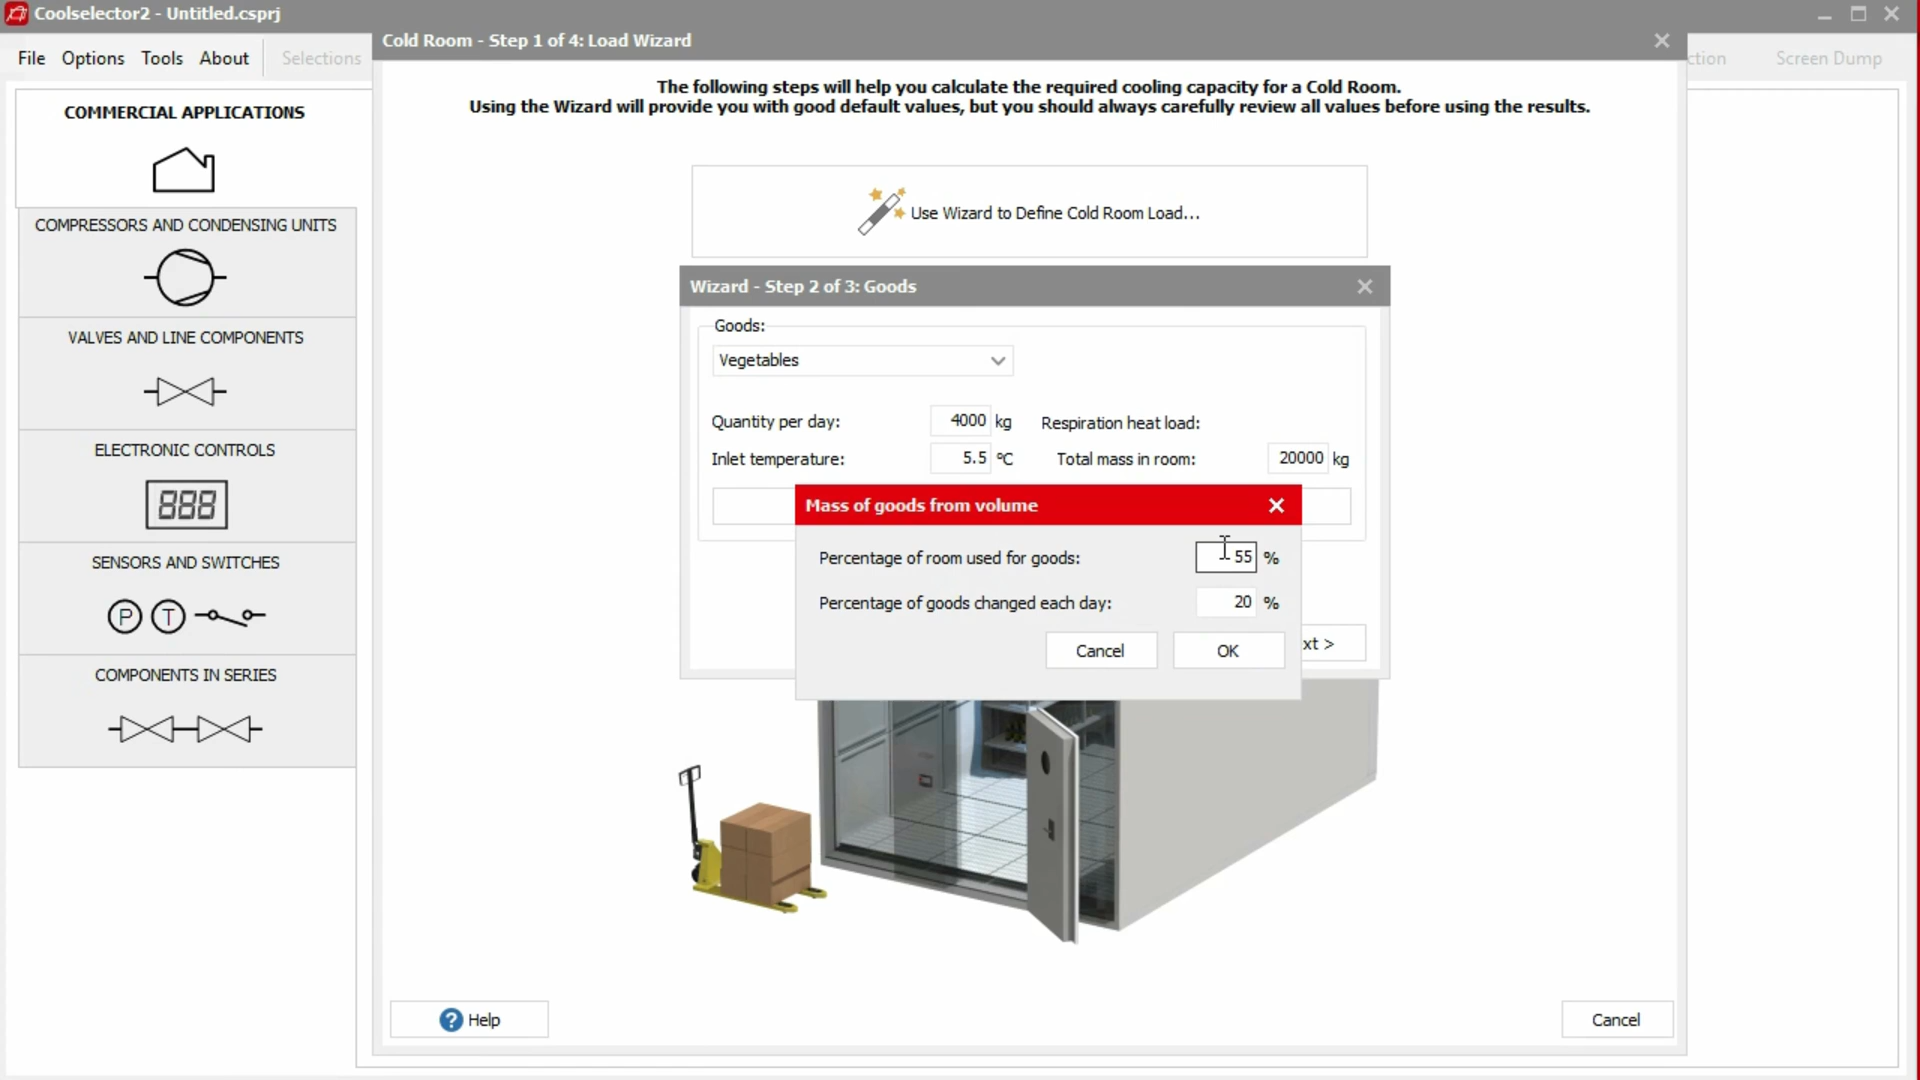 Coolselector2 - Untitled.csprj
Cold Room - Step 1 of 4: Load Wizard
File Options Tools About Selections
ction Screen Dump
The following steps will help you calculate the required cooling capacity for a Cold Room.
Using the Wizard will provide you with good default values, but you should always carefully review all values before using the results.
COMMERCIAL APPLICATIONS
COMPRESSORS AND CONDENSING UNITS
VALVES AND LINE COMPONENTS
ELECTRONIC CONTROLS
888
SENSORS AND SWITCHES
P T
COMPONENTS IN SERIES
Use Wizard to Define Cold Room Load...
Wizard - Step 2 of 3: Goods
Goods:
Vegetables
Quantity per day: 4000 kg Respiration heat load:
Inlet temperature: 5.5 °C Total mass in room: 20000 kg
Mass of goods from volume
Percentage of room used for goods: 55 %
Percentage of goods changed each day: 20 %
Cancel OK
xt >
? Help
Cancel